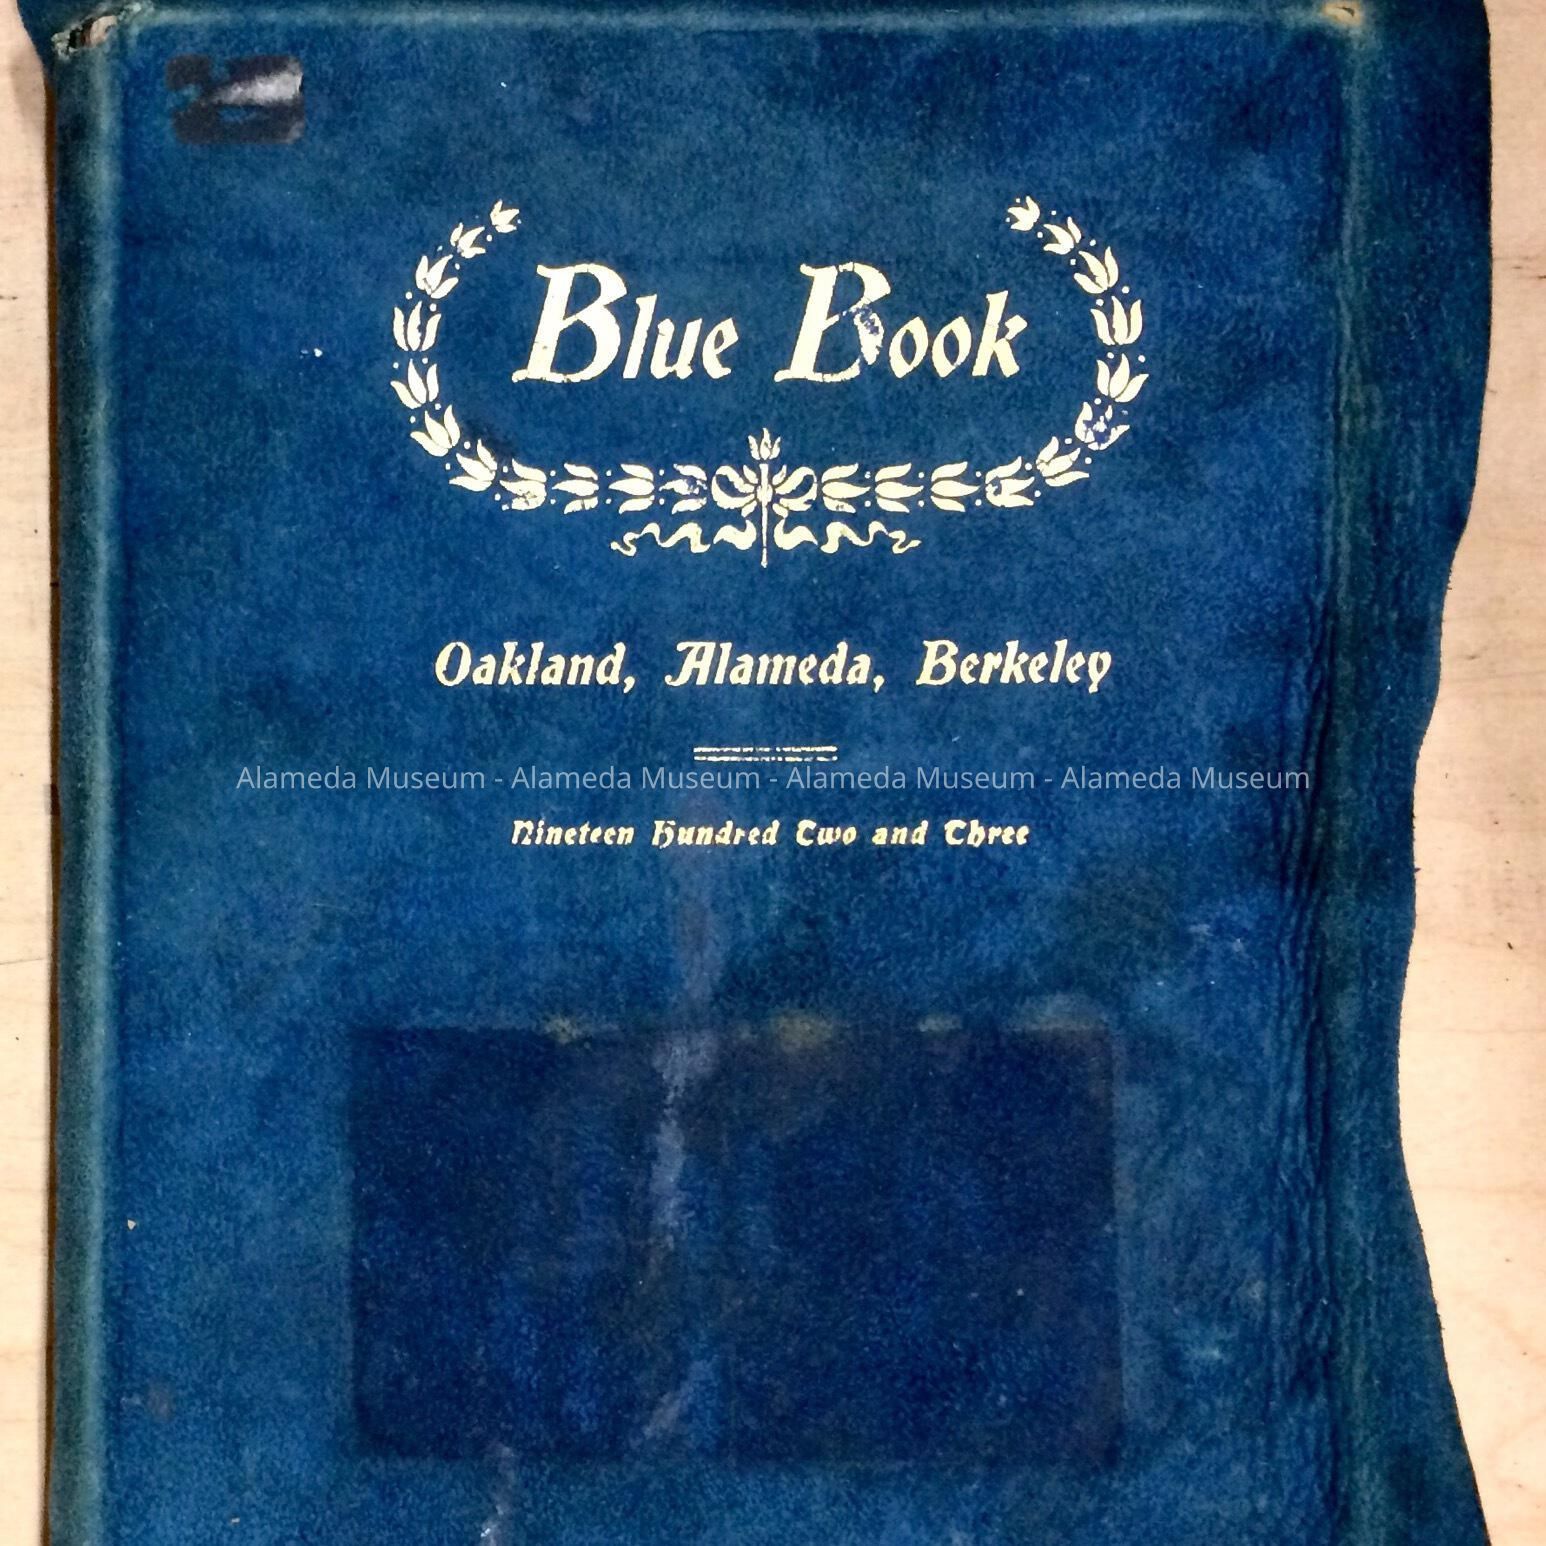 Blue Book
Oakland, Alameda, Berkeley
Alameda Museum - Alameda Museum - Alameda Museum - Alameda Museum
Nineteen Hundred Two and Three